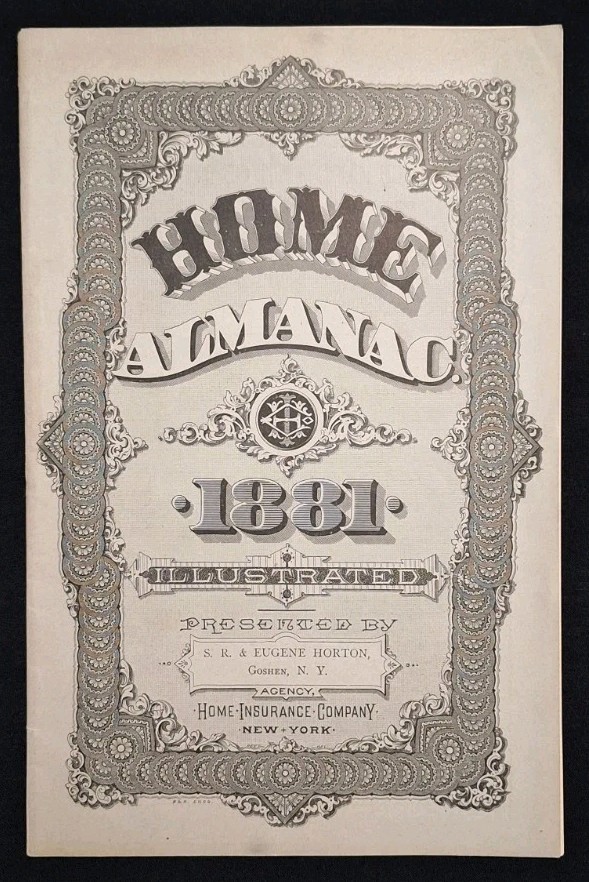 HOME
ALMANAC.
·1881·
ILLUSTRATED
PRESENTED BY
S. R. & EUGENE HORTON,
GOSHEN, N. Y.
AGENCY,
·HOME·INSURANCE·COMPANY·
·NEW·YORK·